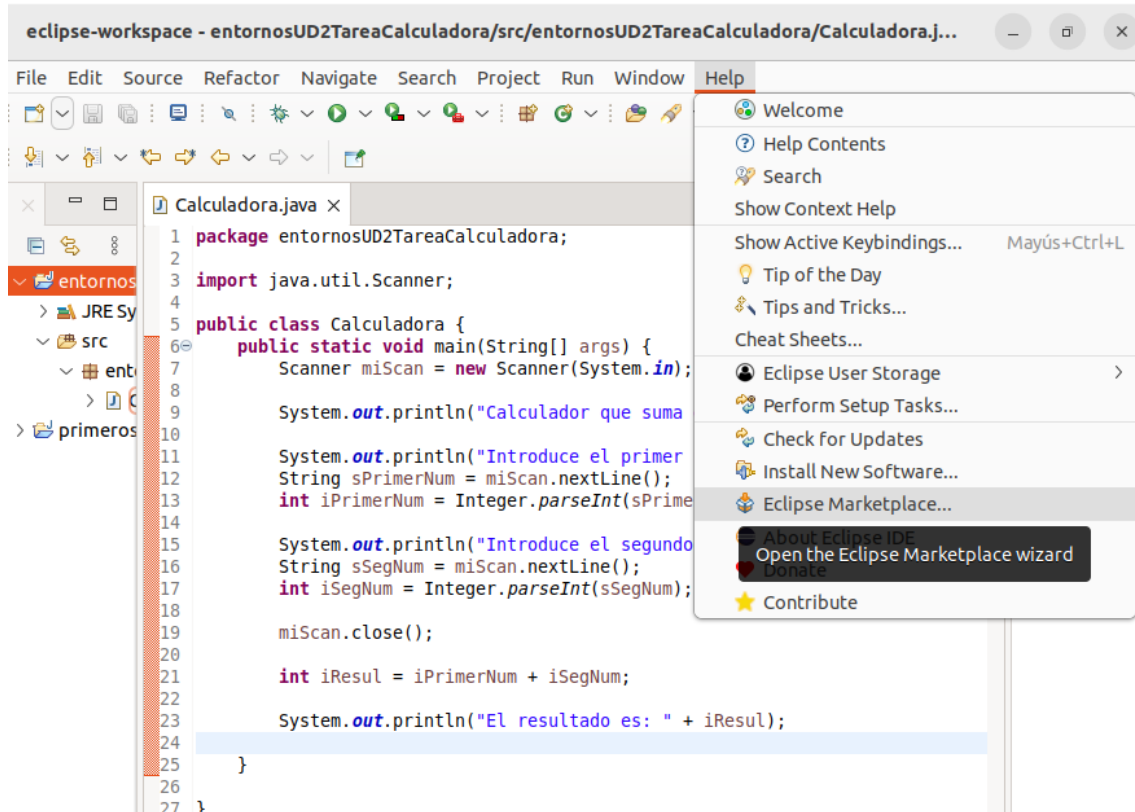 eclipse-workspace - entornosUD2TareaCalculadora/src/entornosUD2TareaCalculadora/Calculadora.j...
File Edit Source Refactor Navigate Search Project Run Window Help
Welcome
Help Contents
Search
Show Context Help
Show Active Keybindings... Mayús+Ctrl+L
Tip of the Day
Tips and Tricks...
Cheat Sheets...
Eclipse User Storage
Perform Setup Tasks...
Check for Updates
Install New Software...
Eclipse Marketplace...
About Eclipse IDE
Open the Eclipse Marketplace wizard
Donate
Contribute
entornos
JRE Sy
src
ent
primeros
Calculadora.java
1 package entornosUD2TareaCalculadora;
2
3 import java.util.Scanner;
4
5 public class Calculadora {
6 public static void main(String[] args) {
7 Scanner miScan = new Scanner(System.in);
8
9 System.out.println("Calculador que suma
10
11 System.out.println("Introduce el primer
12 String sPrimerNum = miScan.nextLine();
13 int iPrimerNum = Integer.parseInt(sPrime
14
15 System.out.println("Introduce el segundo
16 String sSegNum = miScan.nextLine();
17 int iSegNum = Integer.parseInt(sSegNum);
18
19 miScan.close();
20
21 int iResul = iPrimerNum + iSegNum;
22
23 System.out.println("El resultado es: " + iResul);
24
25 }
26
27 }